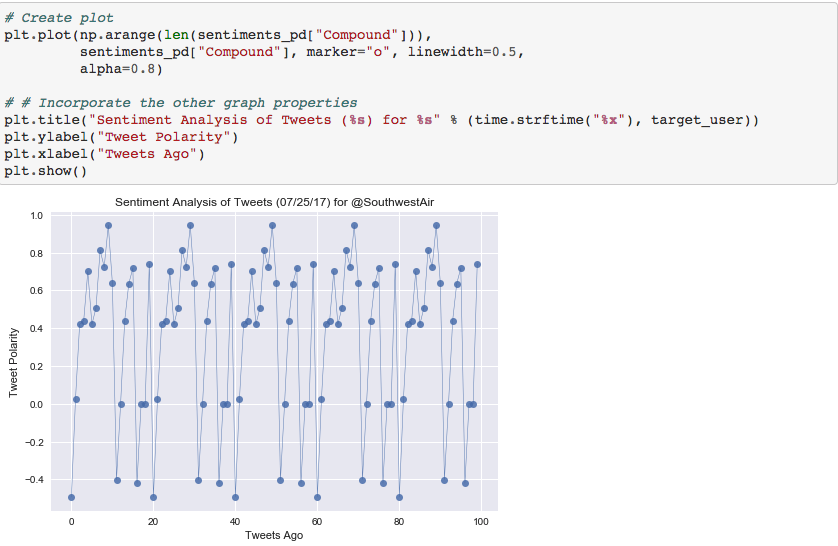 # Create plot
plt.plot(np.arange(len(sentiments_pd["Compound"])),
sentiments_pd["Compound"], marker="o", linewidth=0.5,
alpha=0.8)
# # Incorporate the other graph properties
plt.title("Sentiment Analysis of Tweets (%s) for %s" % (time.strftime("%x"), target_user))
plt.ylabel("Tweet Polarity")
plt.xlabel("Tweets Ago")
plt.show()
Sentiment Analysis of Tweets (07/25/17) for @SouthwestAir
1.0
0.8
0.6
0.4
0.2
0.0
−0.2
−0.4
Tweet Polarity
0 20 40 60 80 100
Tweets Ago